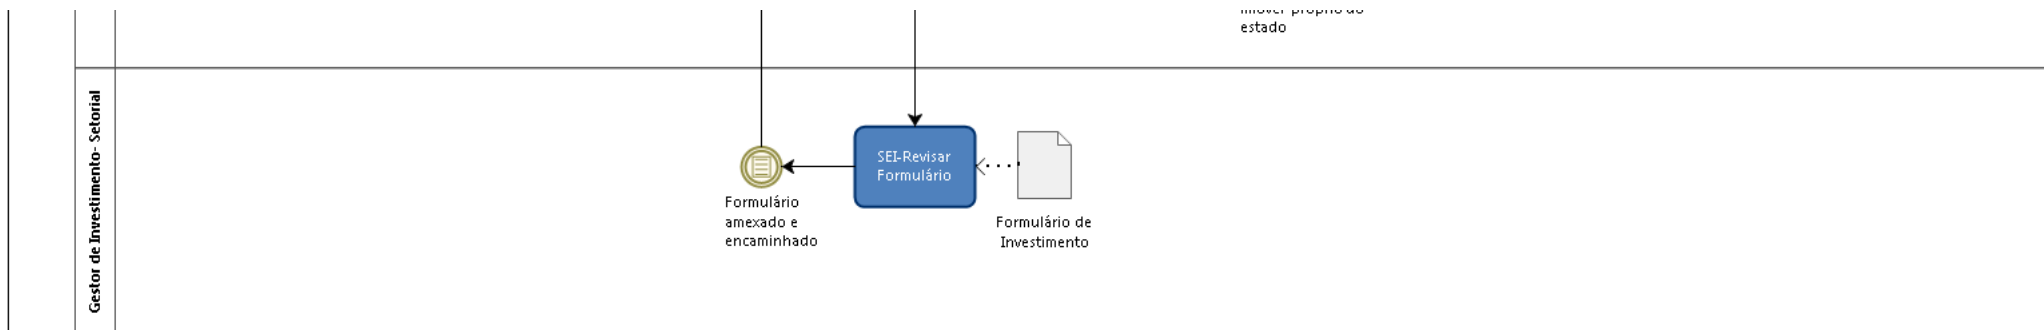 estado
Gestor de Investimento- Setorial
SEI-Revisar
Formulário
Formulário
amexado e
encaminhado
Formulário de
Investimento